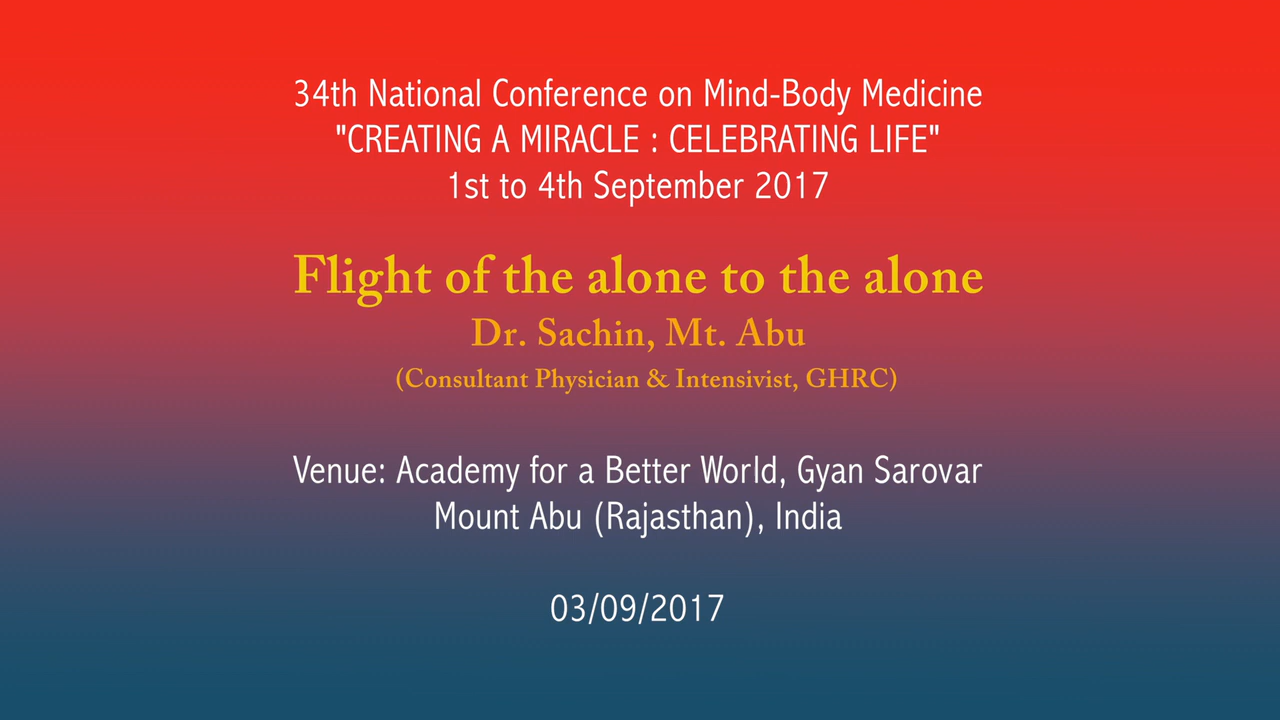 34th National Conference on Mind-Body Medicine
"CREATING A MIRACLE : CELEBRATING LIFE"
1st to 4th September 2017
Flight of the alone to the alone
Dr. Sachin, Mt. Abu
(Consultant Physician & Intensivist, GHRC)
Venue: Academy for a Better World, Gyan Sarovar
Mount Abu (Rajasthan), India
03/09/2017